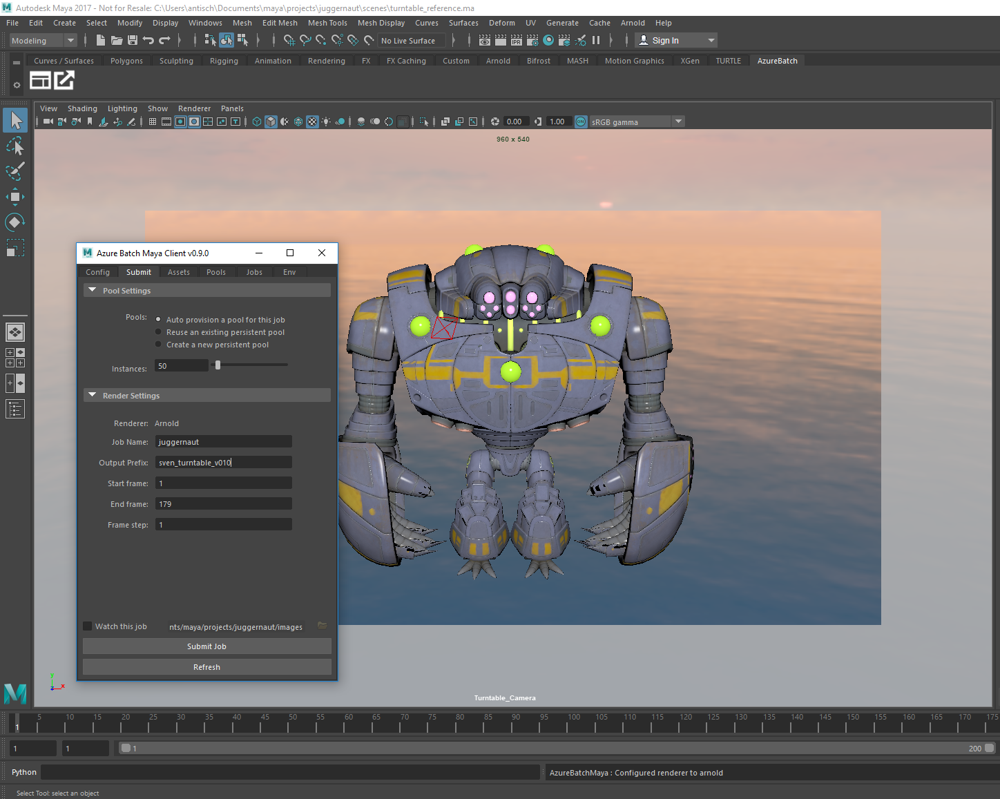 Autodesk Maya 2017 - Not for Resale: C:\Users\antisch\Documents\maya\projects\juggernaut\scenes\turntable_reference.ma
File Edit Create Select Modify Display Windows Mesh Edit Mesh Mesh Tools Mesh Display Curves Surfaces Deform UV Generate Cache Arnold Help
Modeling No Live Surface IPR Sign In
Curves / Surfaces Polygons Sculpting Rigging Animation Rendering FX FX Caching Custom Arnold Bifrost MASH Motion Graphics XGen TURTLE AzureBatch
View Shading Lighting Show Renderer Panels
0.00 1.00 ON sRGB gamma
960 x 540
Azure Batch Maya Client v0.9.0
Config Submit Assets Pools Jobs Env
Pool Settings
Pools: Auto provision a pool for this job
Reuse an existing persistent pool
Create a new persistent pool
Instances: 50
Render Settings
Renderer: Arnold
Job Name: juggernaut
Output Prefix: sven_turntable_v010
Start frame: 1
End frame: 179
Frame step: 1
Watch this job nts/maya/projects/juggernaut/images
Submit Job
Refresh
Y
Z X
Turntable_Camera
5 10 15 20 25 30 35 40 45 50 55 60 65 70 75 80 85 90 95 100 105 110 115 120 125 130 135 140 145 150 155 160 165 170 175
1
1 1 1 200
Python AzureBatchMaya : Configured renderer to arnold
Select Tool: select an object